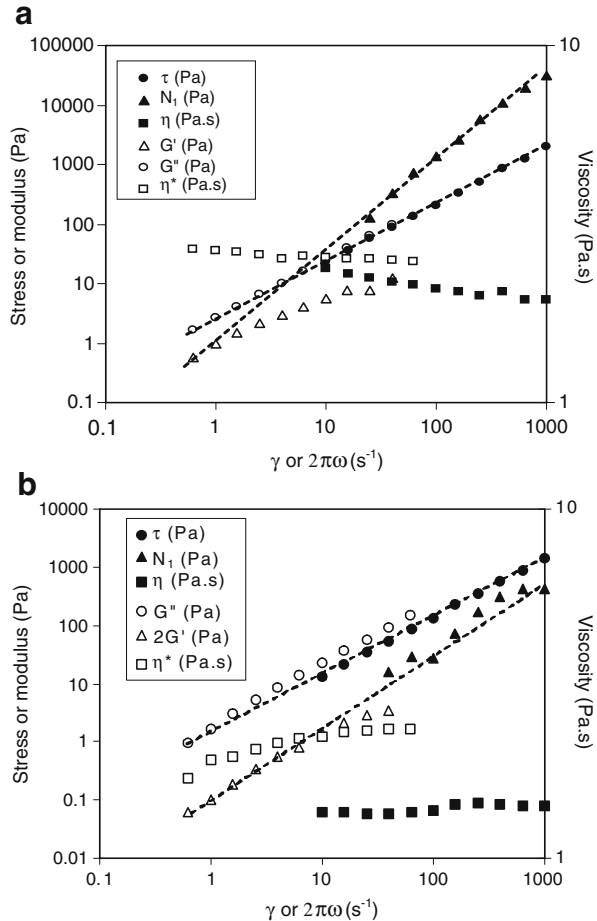 a
100000
10000
1000
100
10
1
0.1
Stress or modulus (Pa)
τ (Pa)
N₁ (Pa)
η (Pa.s)
G' (Pa)
G" (Pa)
η* (Pa.s)
10
1
Viscosity (Pa.s)
0.1
1
10
100
1000
γ or 2πω(s⁻¹)
b
10000
1000
100
10
1
0.1
0.01
Stress or modulus (Pa)
τ (Pa)
N₁ (Pa)
η (Pa.s)
G" (Pa)
2G' (Pa)
η* (Pa.s)
10
1
Viscosity (Pa.s)
0.1
1
10
100
1000
γ or 2πω(s⁻¹)